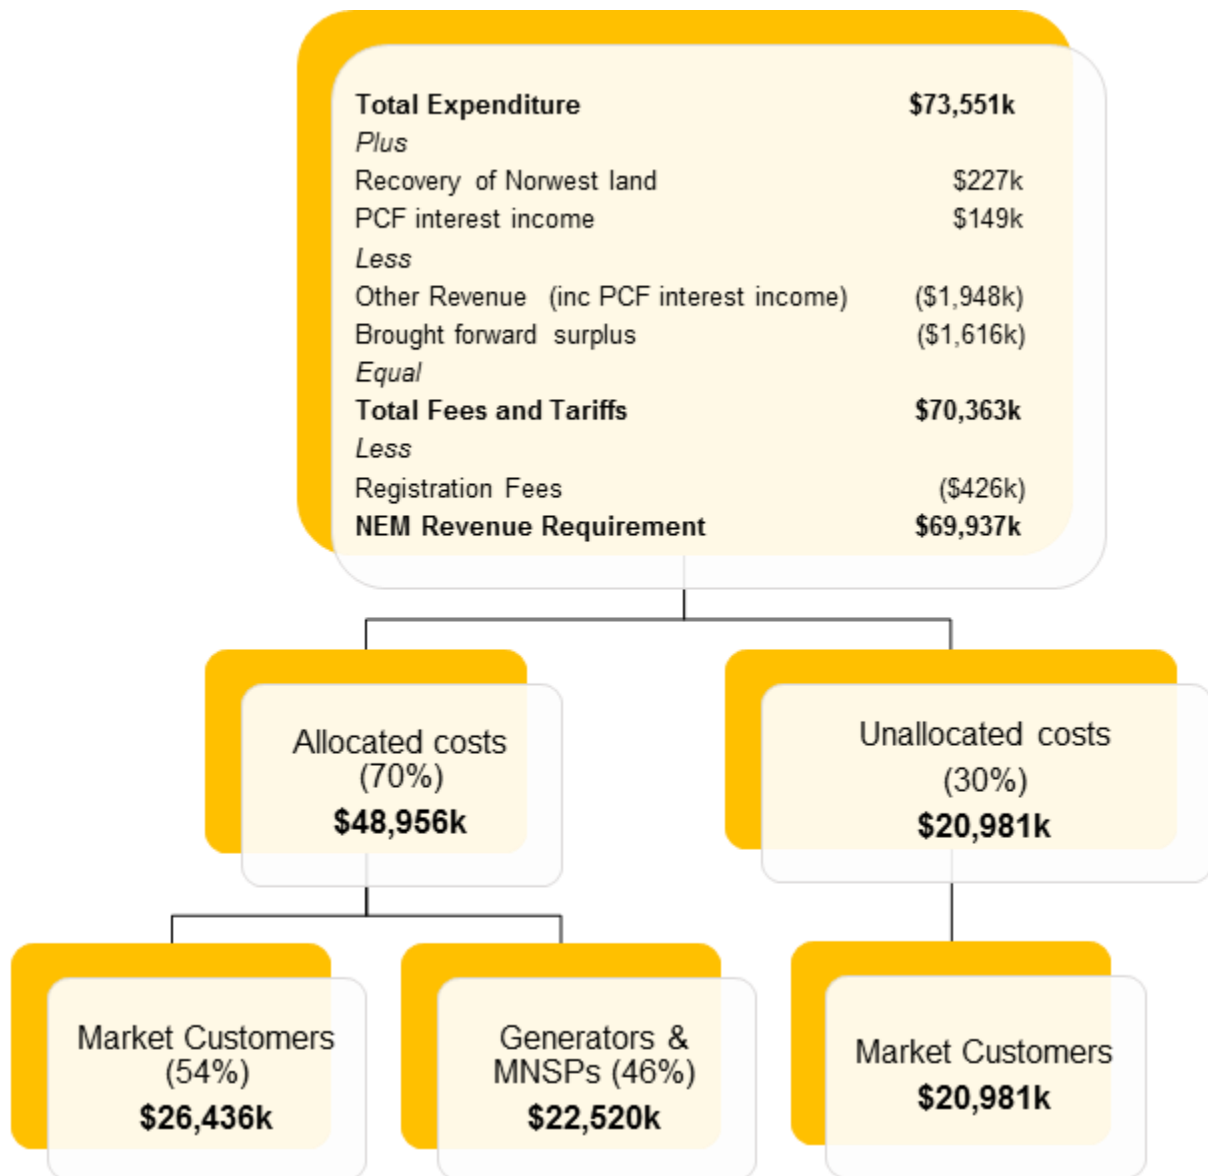 Total Expenditure $73,551k
Plus
Recovery of Norwest land $227k
PCF interest income $149k
Less
Other Revenue (inc PCF interest income) ($1,948k)
Brought forward surplus ($1,616k)
Equal
Total Fees and Tariffs $70,363k
Less
Registration Fees ($426k)
NEM Revenue Requirement $69,937k
Allocated costs
(70%)
$48,956k
Unallocated costs
(30%)
$20,981k
Market Customers
(54%)
$26,436k
Generators &
MNSPs (46%)
$22,520k
Market Customers
$20,981k